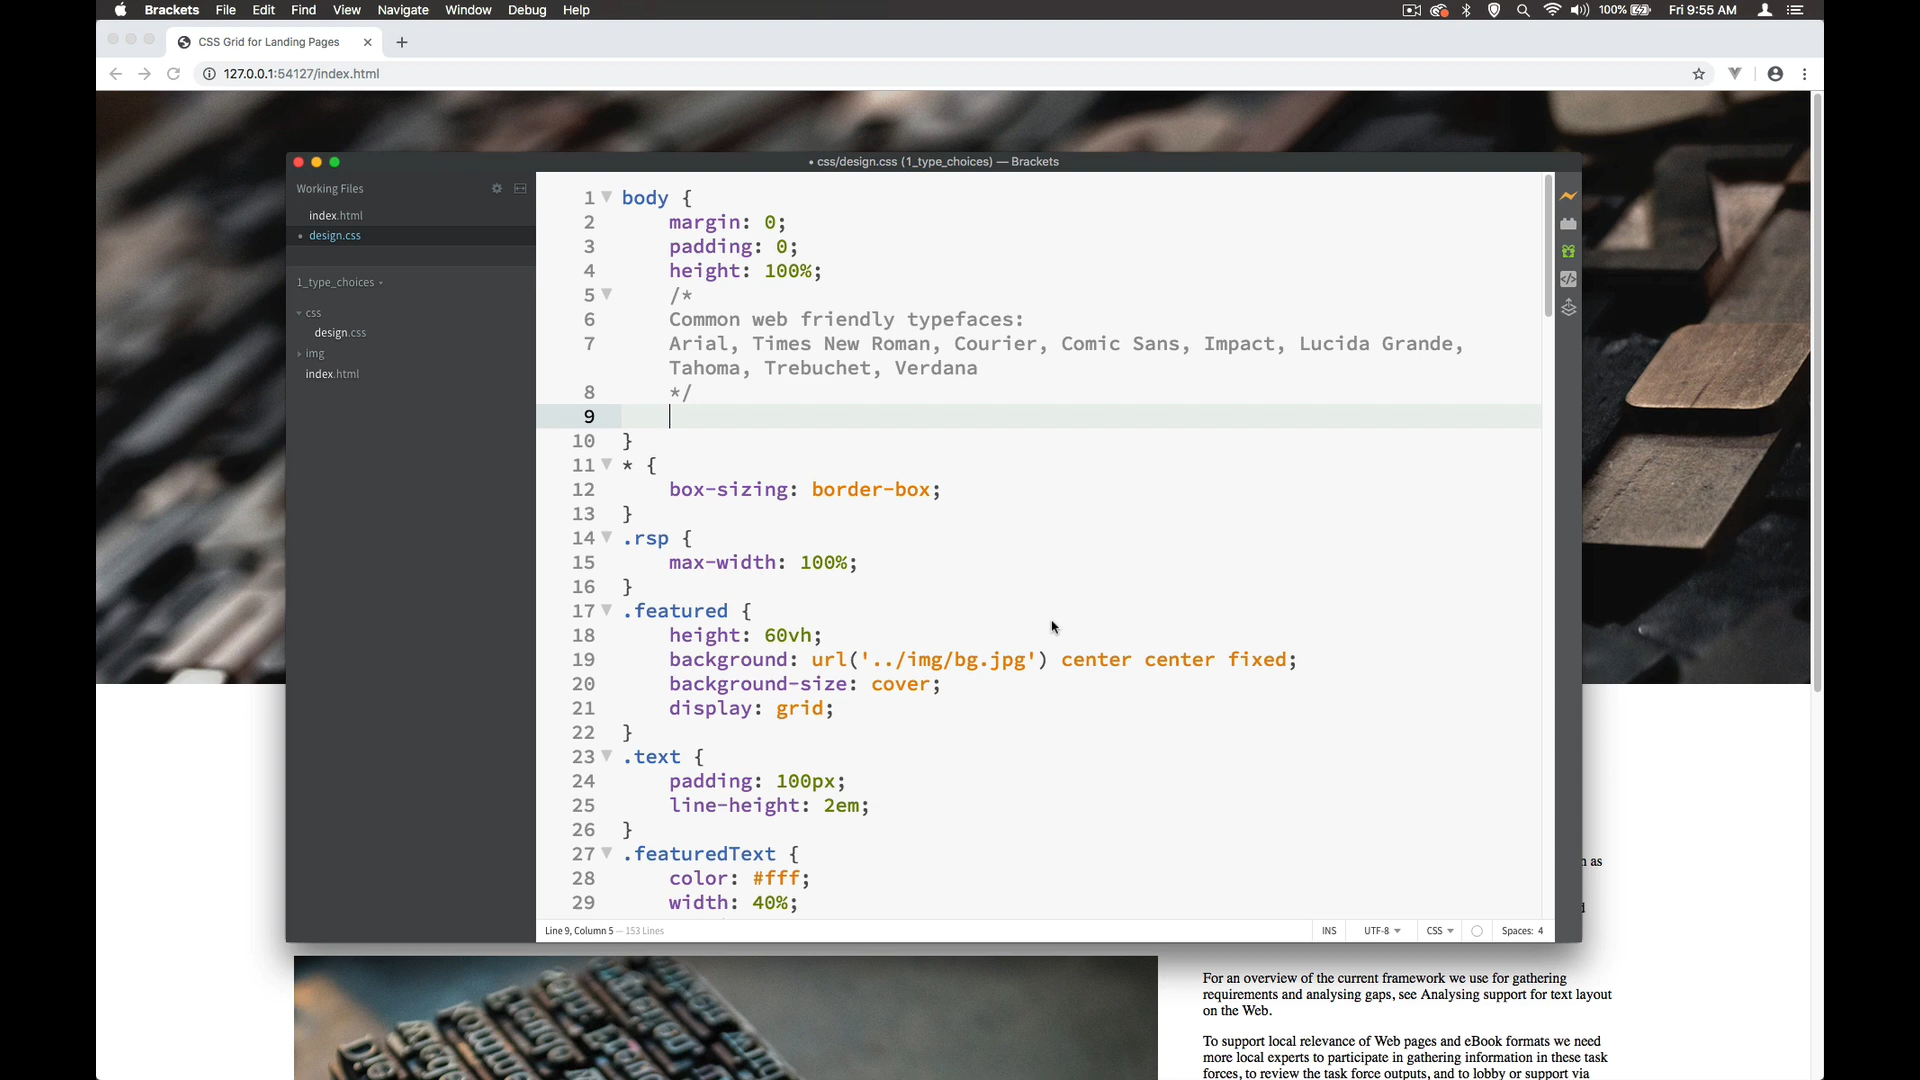 Brackets File Edit Find View Navigate Window Debug Help 100% Fri 9:55 AM
CSS Grid for Landing Pages
127.0.0.1:54127/index.html
• css/design.css (1_type_choices) — Brackets
Working Files
index.html
• design.css
1_type_choices
css
design.css
img
index.html
1 body {
2 margin: 0;
3 padding: 0;
4 height: 100%;
5 /*
6 Common web friendly typefaces:
7 Arial, Times New Roman, Courier, Comic Sans, Impact, Lucida Grande,
Tahoma, Trebuchet, Verdana
8 */
9
10 }
11 * {
12 box-sizing: border-box;
13 }
14 .rsp {
15 max-width: 100%;
16 }
17 .featured {
18 height: 60vh;
19 background: url('../img/bg.jpg') center center fixed;
20 background-size: cover;
21 display: grid;
22 }
23 .text {
24 padding: 100px;
25 line-height: 2em;
26 }
27 .featuredText {
28 color: #fff;
29 width: 40%;
as
Line 9, Column 5 — 153 Lines INS UTF-8 CSS Spaces: 4
For an overview of the current framework we use for gathering
requirements and analysing gaps, see Analysing support for text layout
on the Web.
To support local relevance of Web pages and eBook formats we need
more local experts to participate in gathering information in these task
forces, to review the task force outputs, and to lobby or support via